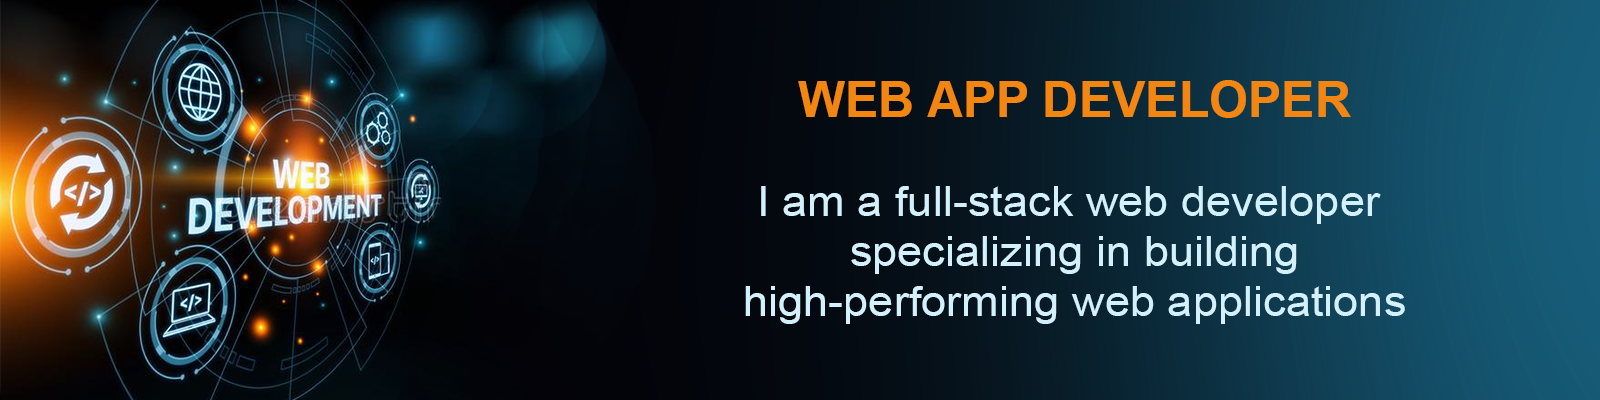 WEB
DEVELOPMENT
</>
</>
</>
WEB APP DEVELOPER
I am a full-stack web developer
specializing in building
high-performing web applications